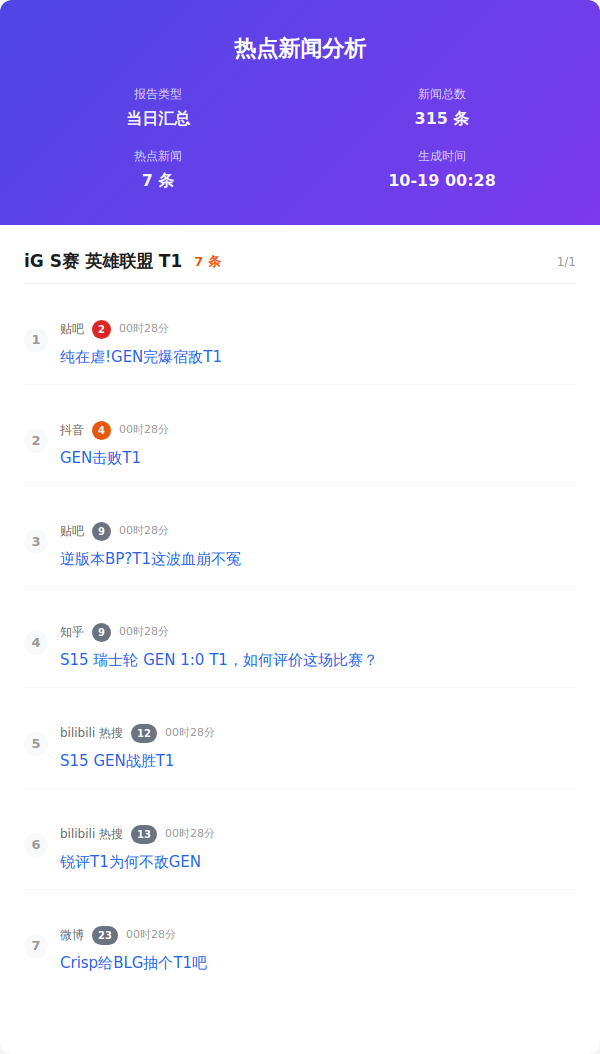 热点新闻分析
报告类型
当日汇总
新闻总数
315 条
热点新闻
7 条
生成时间
10-19 00:28
iG S赛 英雄联盟 T1 7 条 1/1
1
贴吧 2 00时28分
纯在虐!GEN完爆宿敌T1
2
抖音 4 00时28分
GEN击败T1
3
贴吧 9 00时28分
逆版本BP?T1这波血崩不冤
4
知乎 9 00时28分
S15 瑞士轮 GEN 1:0 T1，如何评价这场比赛？
5
bilibili 热搜 12 00时28分
S15 GEN战胜T1
6
bilibili 热搜 13 00时28分
锐评T1为何不敌GEN
7
微博 23 00时28分
Crisp给BLG抽个T1吧